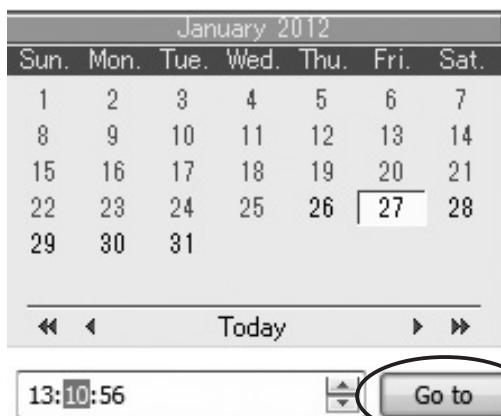 January 2012
Sun. Mon. Tue. Wed. Thu. Fri. Sat.
1 2 3 4 5 6 7
8 9 10 11 12 13 14
15 16 17 18 19 20 21
22 23 24 25 26 27 28
29 30 31
Today
13:10:56 Go to